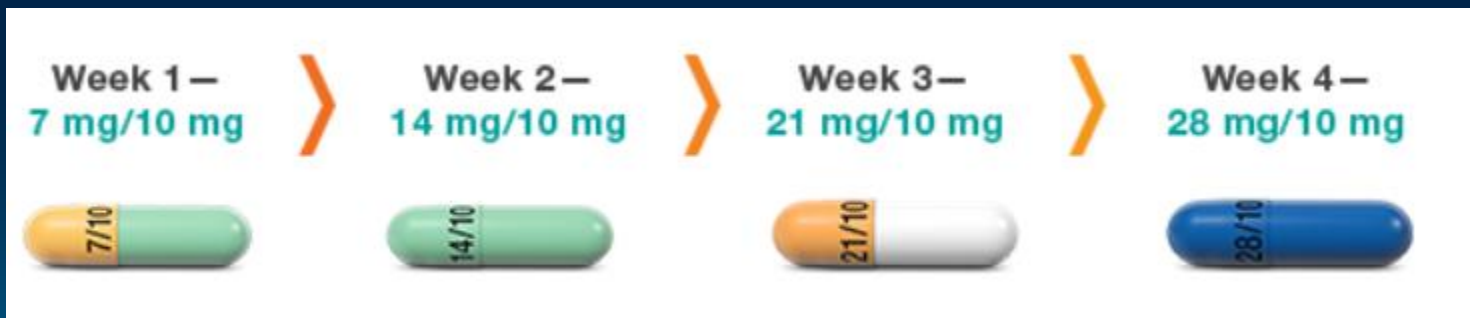 Week 1—
7 mg/10 mg
Week 2—
14 mg/10 mg
Week 3—
21 mg/10 mg
Week 4—
28 mg/10 mg
7/10
14/10
21/10
28/10